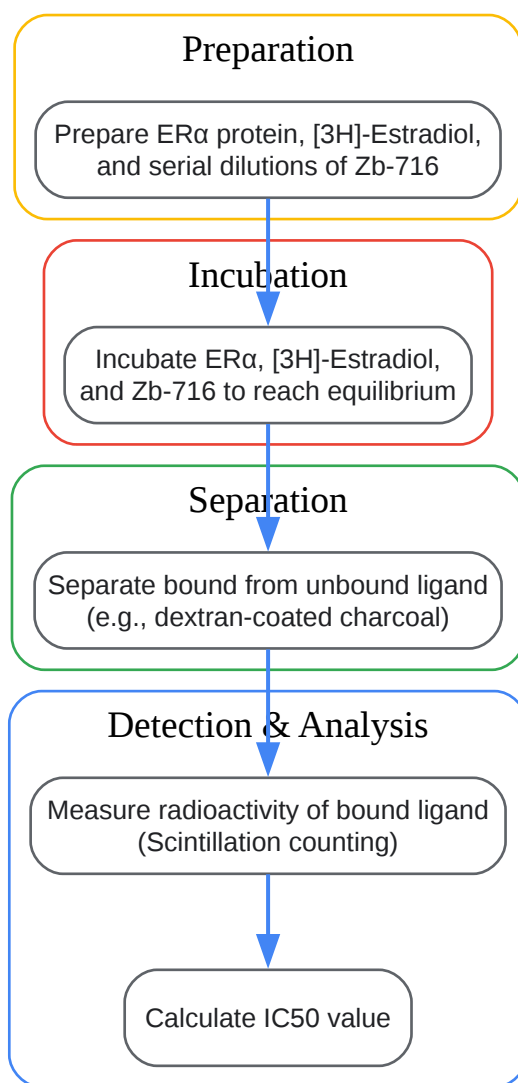 Preparation
Prepare ERα protein, [3H]-Estradiol,
and serial dilutions of Zb-716
Incubation
Incubate ERα, [3H]-Estradiol,
and Zb-716 to reach equilibrium
Separation
Separate bound from unbound ligand
(e.g., dextran-coated charcoal)
Detection & Analysis
Measure radioactivity of bound ligand
(Scintillation counting)
Calculate IC50 value